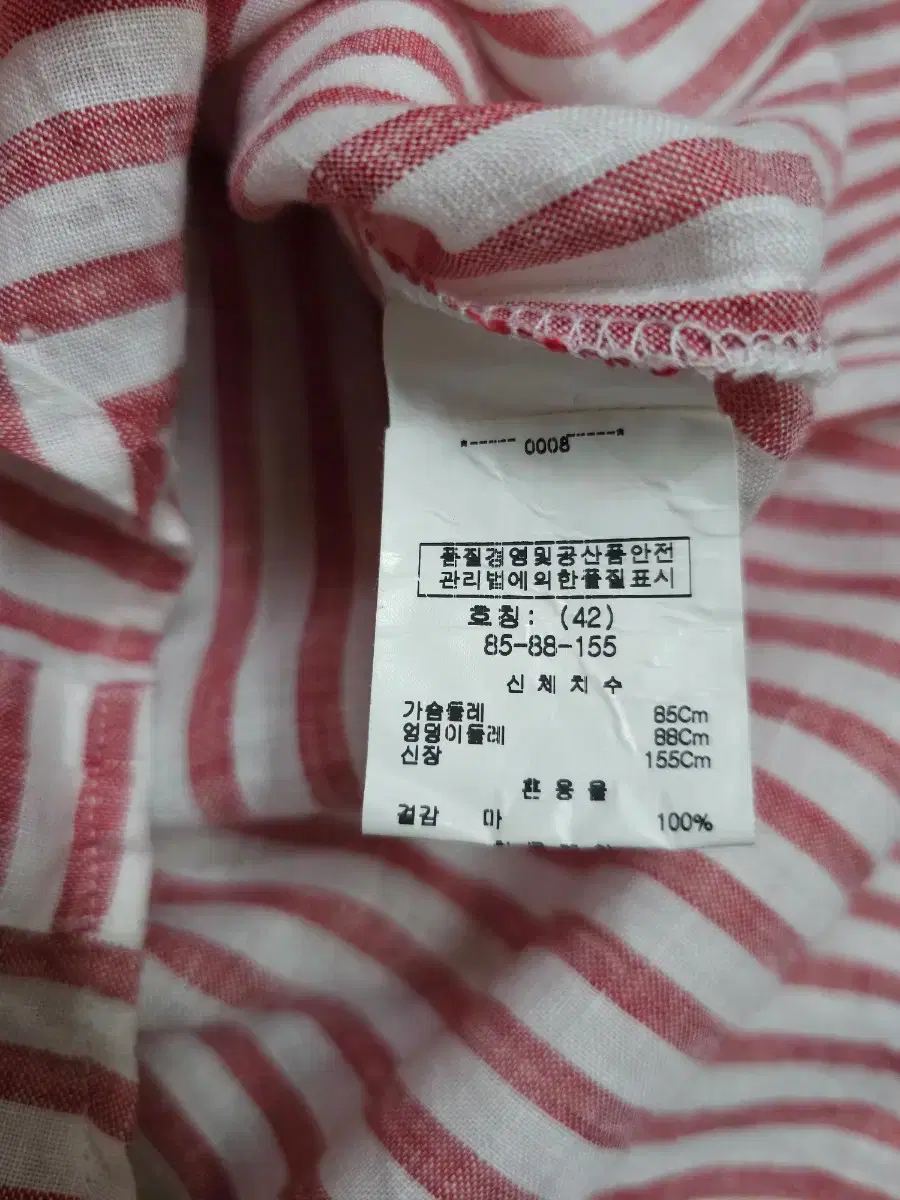 *----- 0008 -----*
품질경영및공산품안전
관리법에의한품질표시
호칭: (42)
85-88-155
신 체 치 수
가슴둘레 85Cm
엉덩이둘레 88Cm
신장 155Cm
혼 용 율
겉감 마 100%